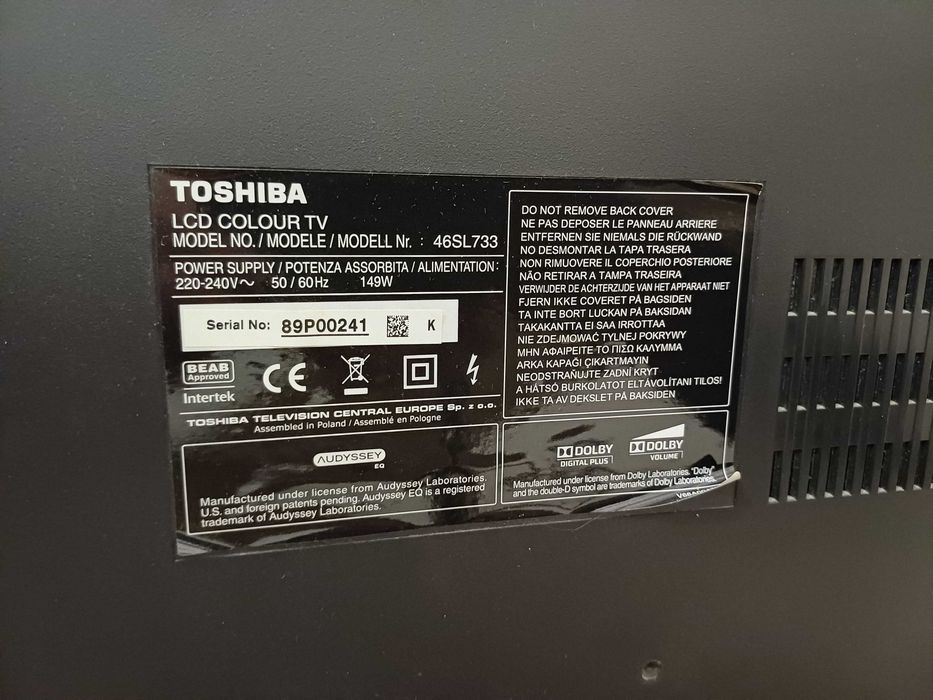 TOSHIBA
LCD COLOUR TV
MODEL NO. / MODELE / MODELL Nr. : 46SL733
POWER SUPPLY / POTENZA ASSORBITA / ALIMENTATION:
220-240V～ 50 / 60Hz 149W
Serial No: 89P00241 K
BEAB
Approved
Intertek
CE
TOSHIBA TELEVISION CENTRAL EUROPE Sp. z o.o.
Assembled in Poland / Assemblé en Pologne
AUDYSSEY
EQ
Manufactured under license from Audyssey Laboratories.
U.S. and foreign patents pending. Audyssey EQ is a registered
trademark of Audyssey Laboratories.
DO NOT REMOVE BACK COVER
NE PAS DEPOSER LE PANNEAU ARRIERE
ENTFERNEN SIE NIEMALS DIE RÜCKWAND
NO DESMONTAR LA TAPA TRASERA
NON RIMUOVERE IL COPERCHIO POSTERIORE
NÃO RETIRAR A TAMPA TRASEIRA
VERWIJDER DE ACHTERZIJDE VAN HET APPARAAT NIET
FJERN IKKE COVERET PÅ BAGSIDEN
TA INTE BORT LUCKAN PÅ BAKSIDAN
TAKAKANTTA EI SAA IRROTTAA
NIE ZDEJMOWAĆ TYLNEJ POKRYWY
ΜΗΝ ΑΦΑΙΡΕΙΤΕ ΤΟ ΠΙΣΩ ΚΑΛΥΜΜΑ
ARKA KAPAĞI ÇIKARTMAYIN
NEODSTRAŇUJTE ZADNÍ KRYT
A HÁTSÓ BURKOLATOT ELTÁVOLÍTANI TILOS!
IKKE TA AV DEKSLET PÅ BAKSIDEN
DOLBY
DIGITAL PLUS
DOLBY
VOLUME
Manufactured under license from Dolby Laboratories. "Dolby"
and the double-D symbol are trademarks of Dolby Laboratories.